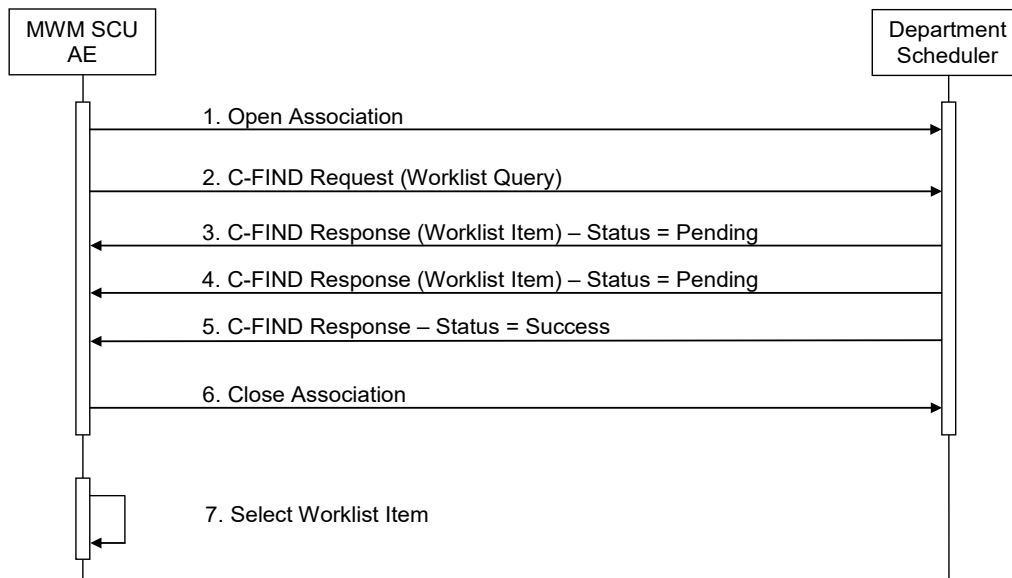 MWM SCU
AE
Department
Scheduler
1. Open Association
2. C-FIND Request (Worklist Query)
3. C-FIND Response (Worklist Item) – Status = Pending
4. C-FIND Response (Worklist Item) – Status = Pending
5. C-FIND Response – Status = Success
6. Close Association
7. Select Worklist Item